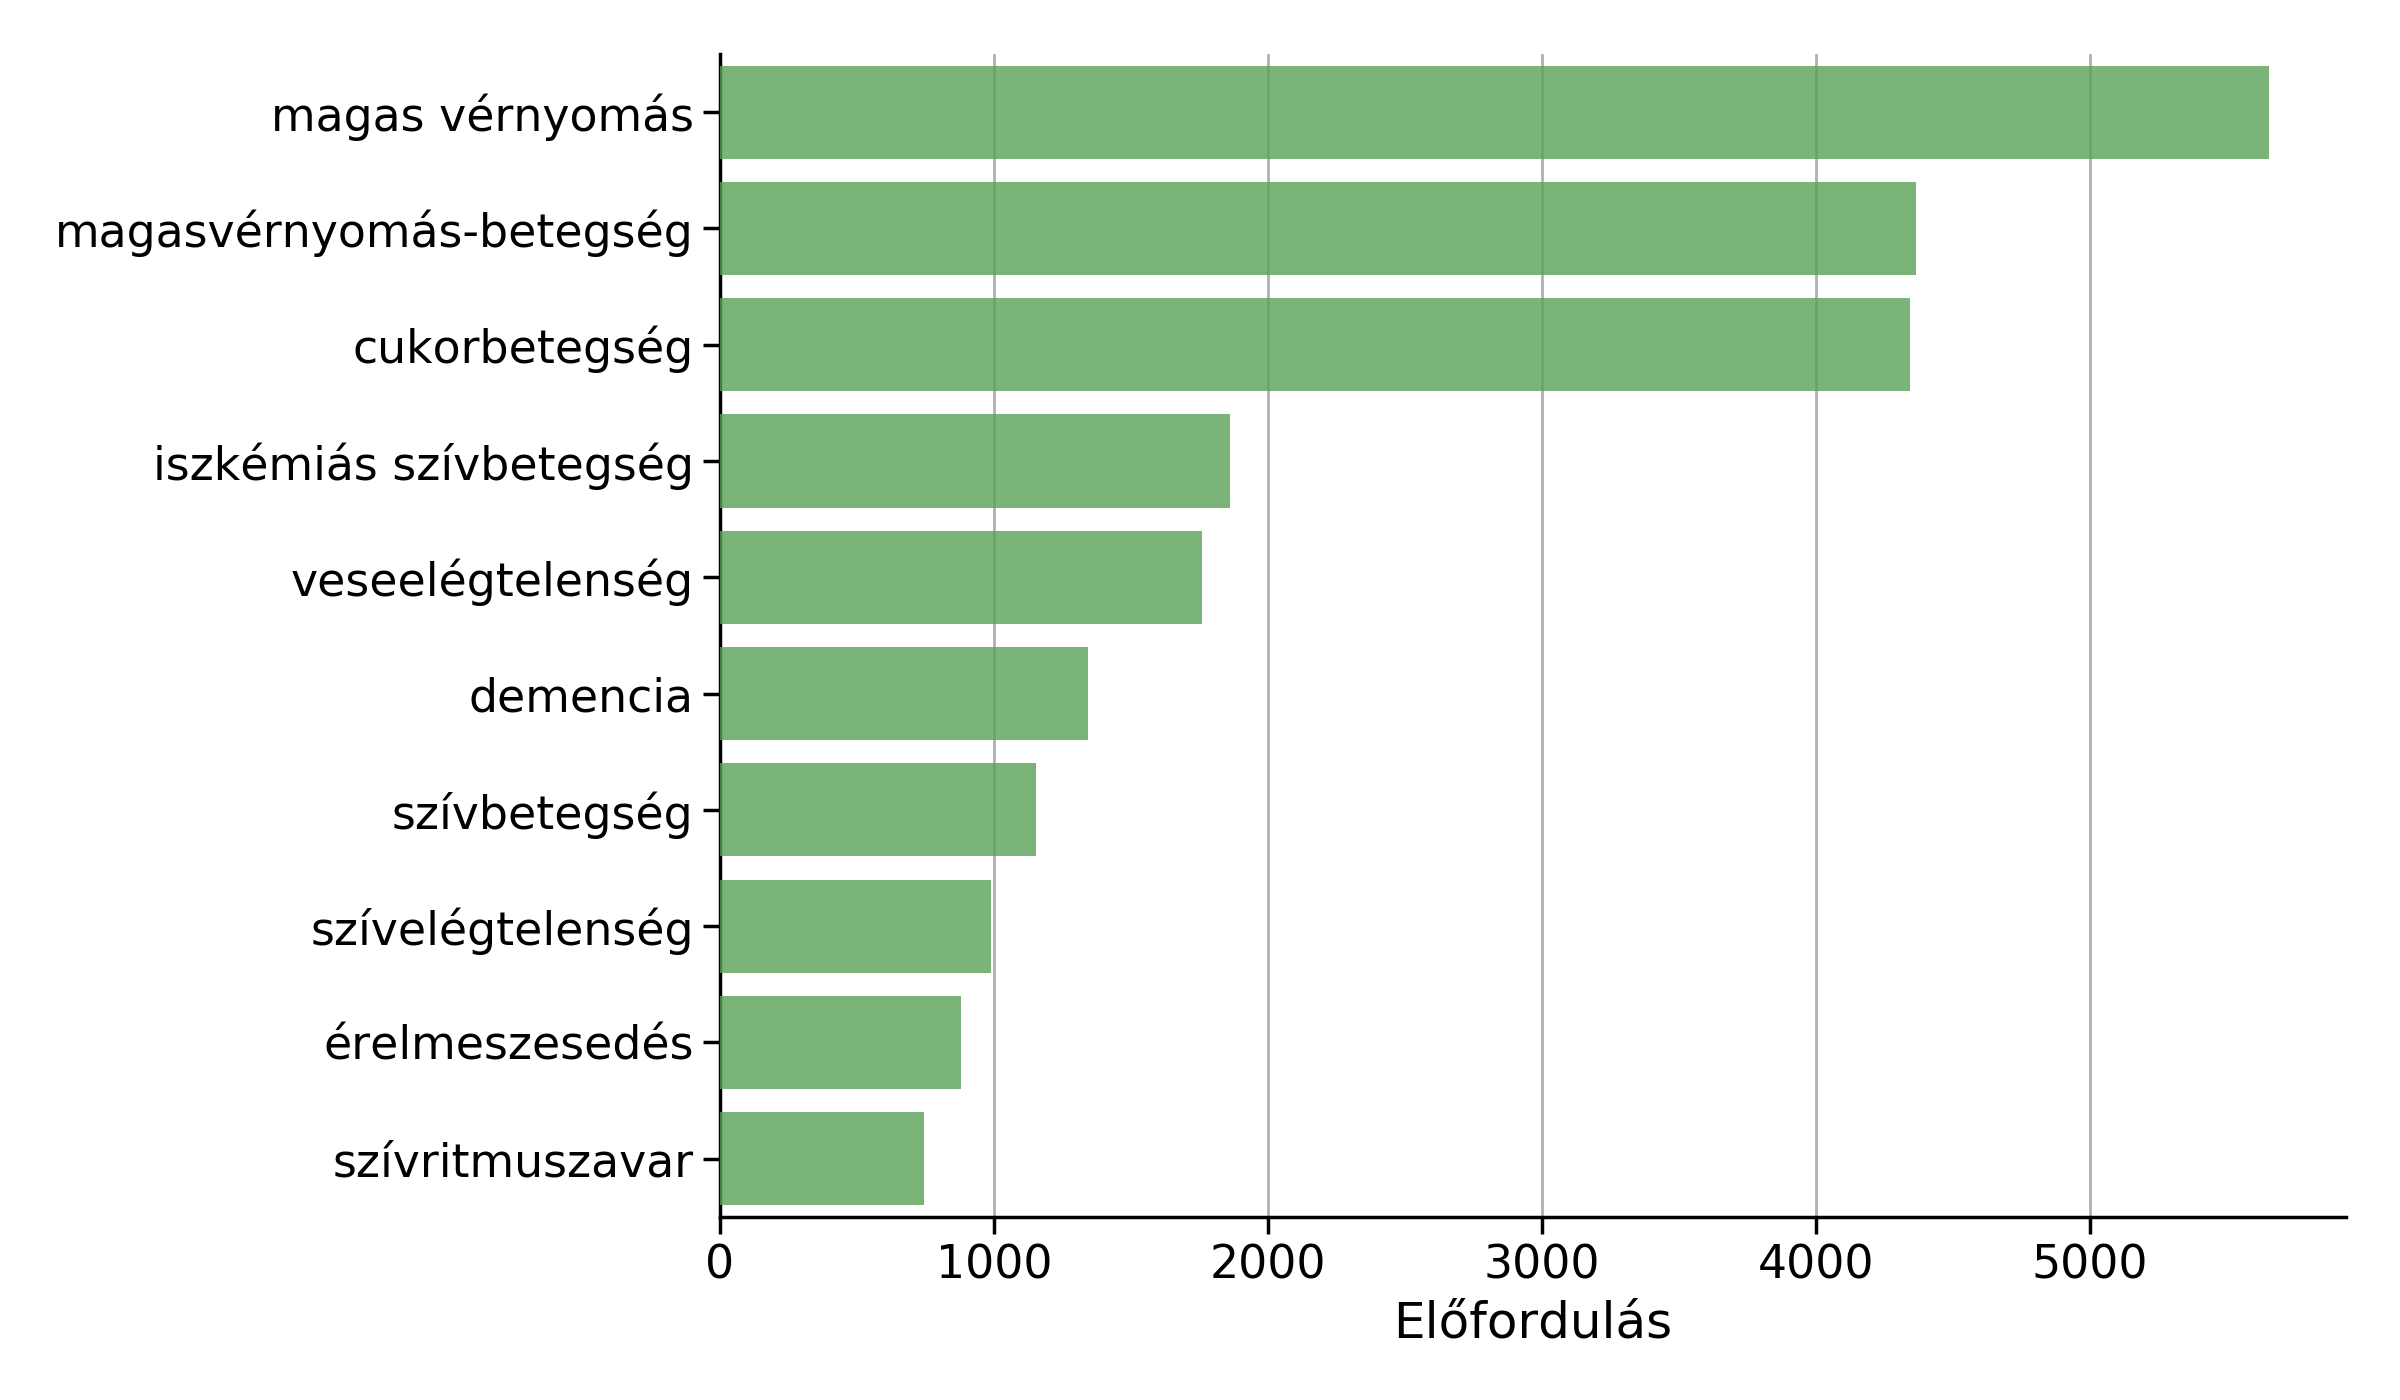 magas vérnyomás
magasvérnyomás-betegség
cukorbetegség
iszkémiás szívbetegség
veseelégtelenség
demencia
szívbetegség
szívelégtelenség
érelmeszesedés
szívritmuszavar
0 1000 2000 3000 4000 5000
Előfordulás